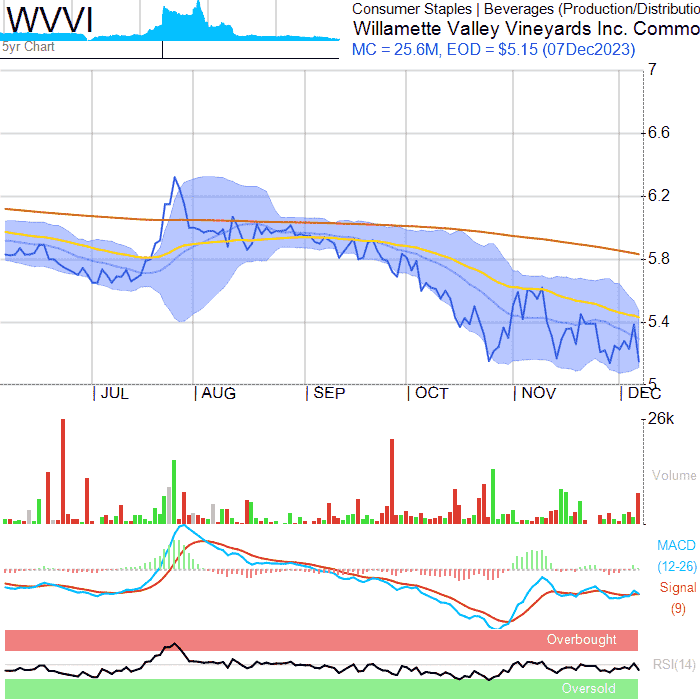 WVVI
5yr Chart
Consumer Staples | Beverages (Production/Distributio
Willamette Valley Vineyards Inc. Commo
MC = 25.6M, EOD = $5.15 (07Dec2023)
7
6.6
6.2
5.8
5.4
5
JUL AUG SEP OCT NOV DEC
26k
Volume
MACD
(12-26)
Signal
(9)
Overbought
RSI(14)
Oversold